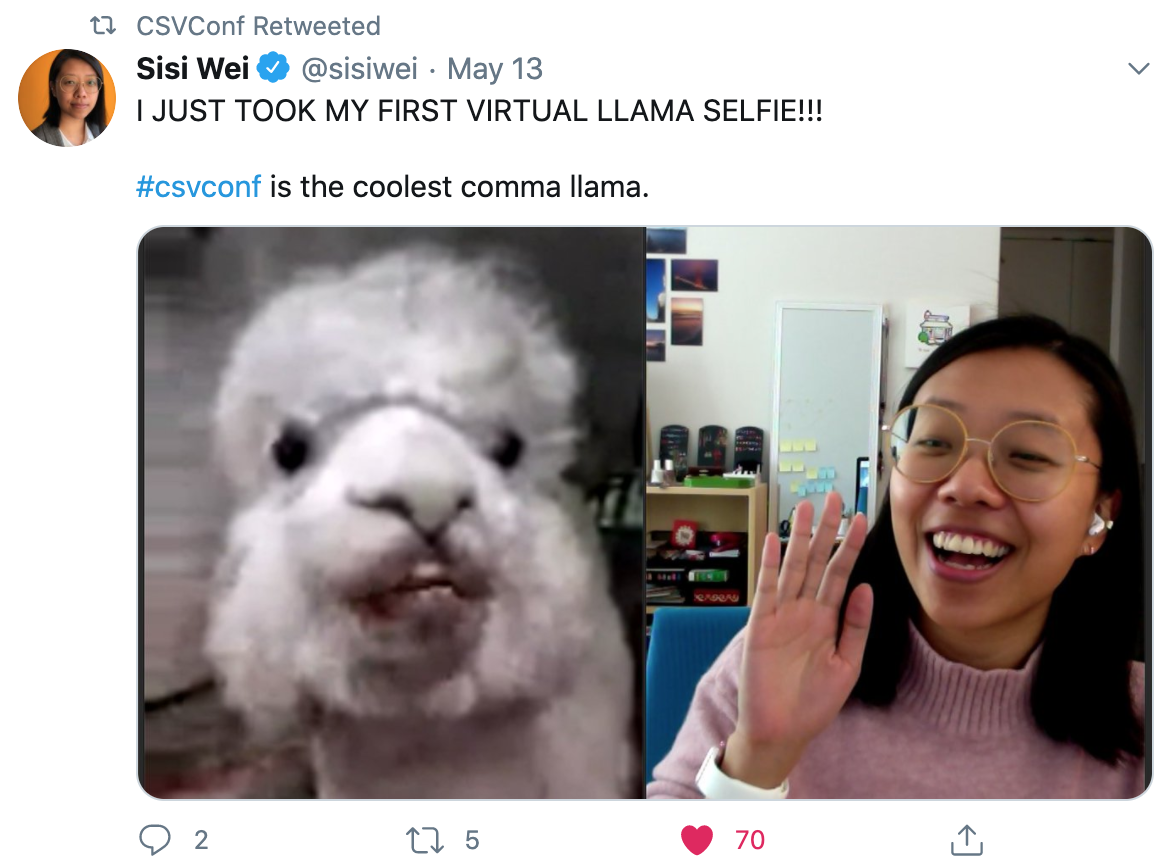 CSVConf Retweeted
Sisi Wei @sisiwei · May 13
I JUST TOOK MY FIRST VIRTUAL LLAMA SELFIE!!!
#csvconf is the coolest comma llama.
2 5 70